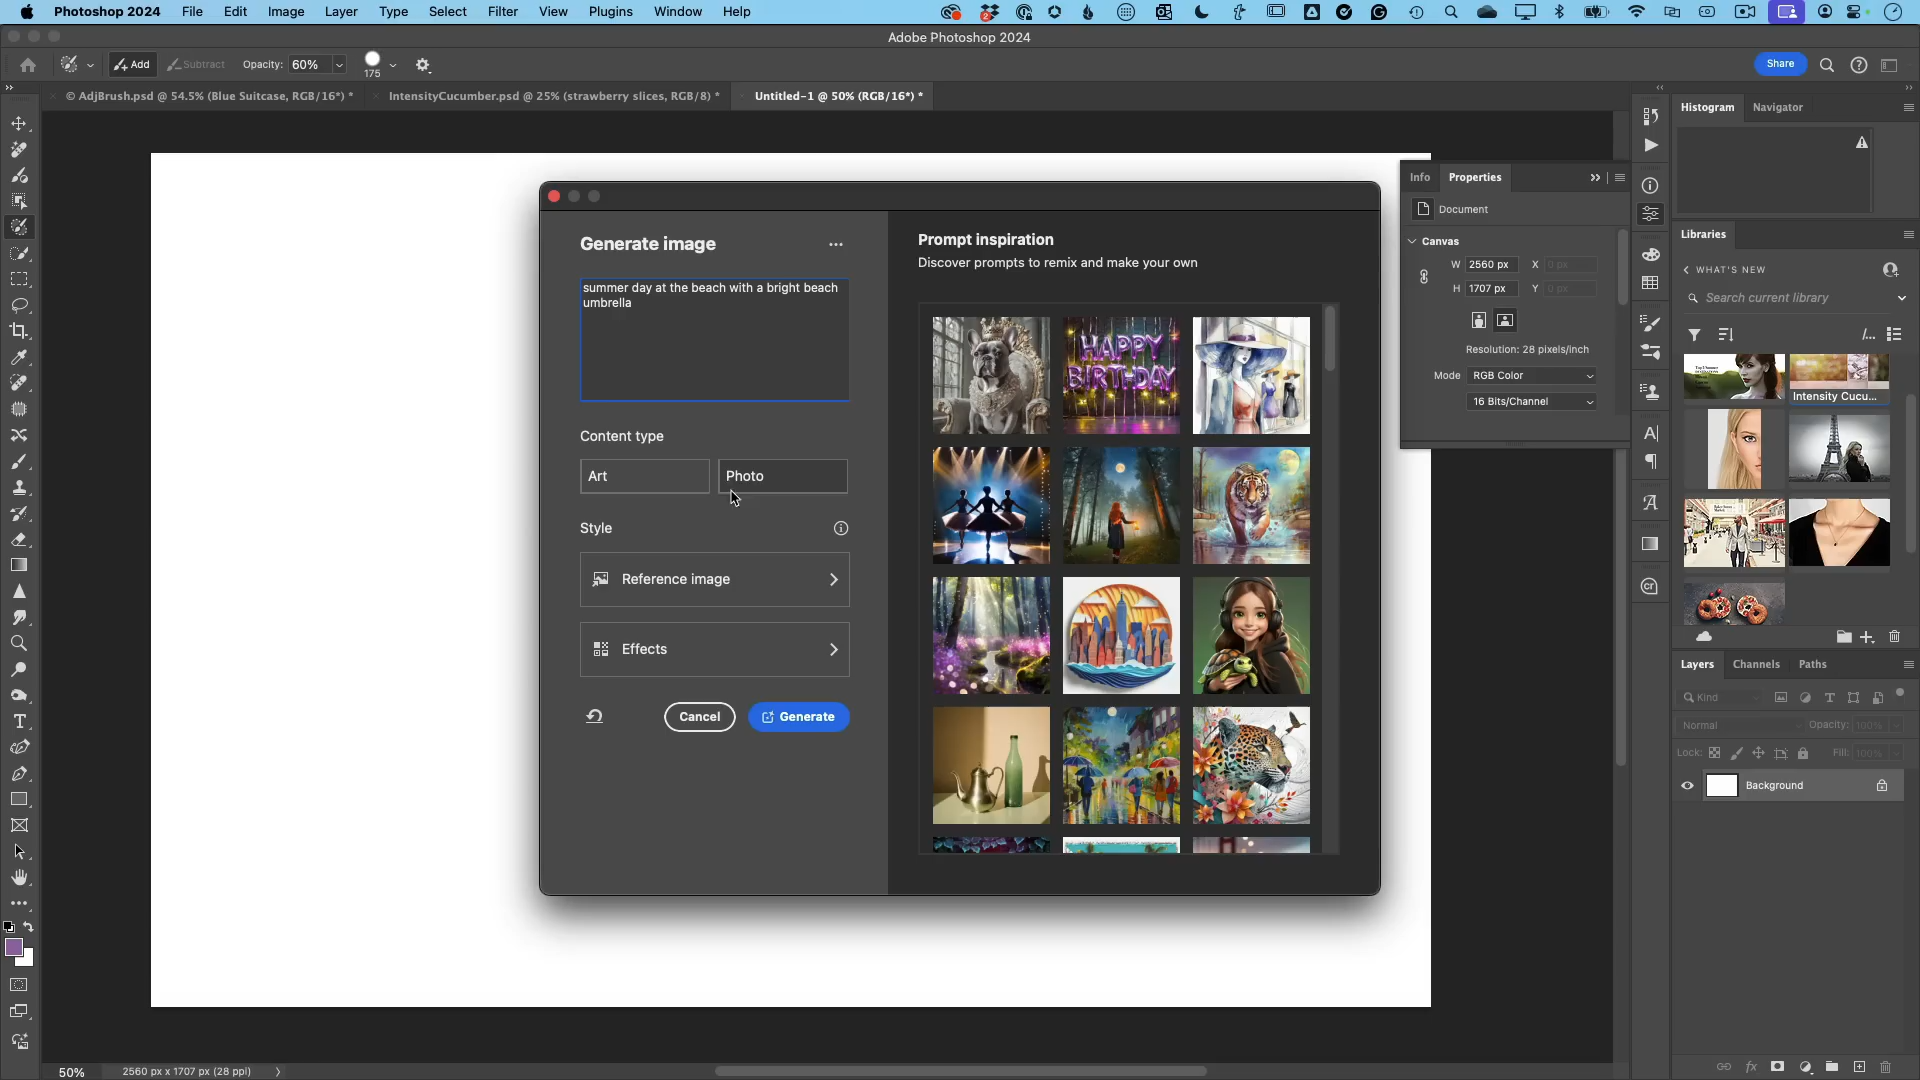 Photoshop 2024 File Edit Image Layer Type Select Filter View Plugins Window Help
2
Adobe Photoshop 2024
Add Subtract Opacity: 60% 175 Share
© AdjBrush.psd @ 54.5% (Blue Suitcase, RGB/16*) * IntensityCucumber.psd @ 25% (strawberry slices, RGB/8) * Untitled-1 @ 50% (RGB/16*) *
Generate image
summer day at the beach with a bright beach
umbrella
Content type
Art Photo
Style
Reference image
Effects
Cancel Generate
Prompt inspiration
Discover prompts to remix and make your own
HAPPY
BIRTHDAY
Info Properties
Document
Canvas
W 2560 px X 0 px
H 1707 px Y 0 px
Resolution: 28 pixels/inch
Mode RGB Color
16 Bits/Channel
Histogram Navigator
Libraries
WHAT'S NEW
Search current library
Intensity Cucu...
Layers Channels Paths
Kind
Normal Opacity: 100%
Lock: Fill: 100%
Background
50% 2560 px x 1707 px (28 ppi)